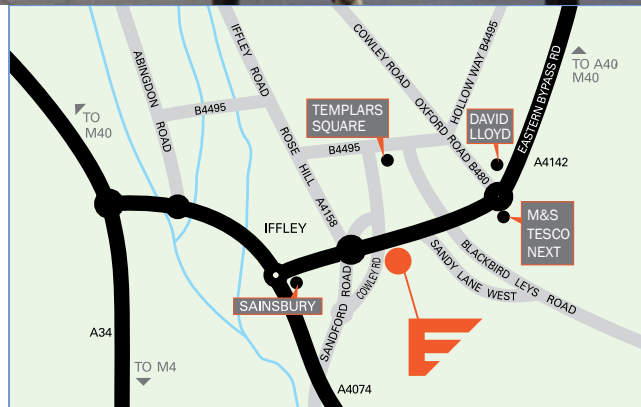 ABINGDON ROAD
IFFLEY ROAD
COWLEY ROAD
OXFORD ROAD B480
HOLLOW WAY B4495
EASTERN BYPASS RD
TO A40
M40
TO
M40
B4495
TEMPLARS
SQUARE
DAVID
LLOYD
B4495
ROSE HILL A4158
A4142
IFFLEY
M&S
TESCO
NEXT
SANDY LANE WEST
BLACKBIRD LEYS ROAD
SAINSBURY
SANDFORD ROAD
COWLEY RD
A34
TO M4
A4074